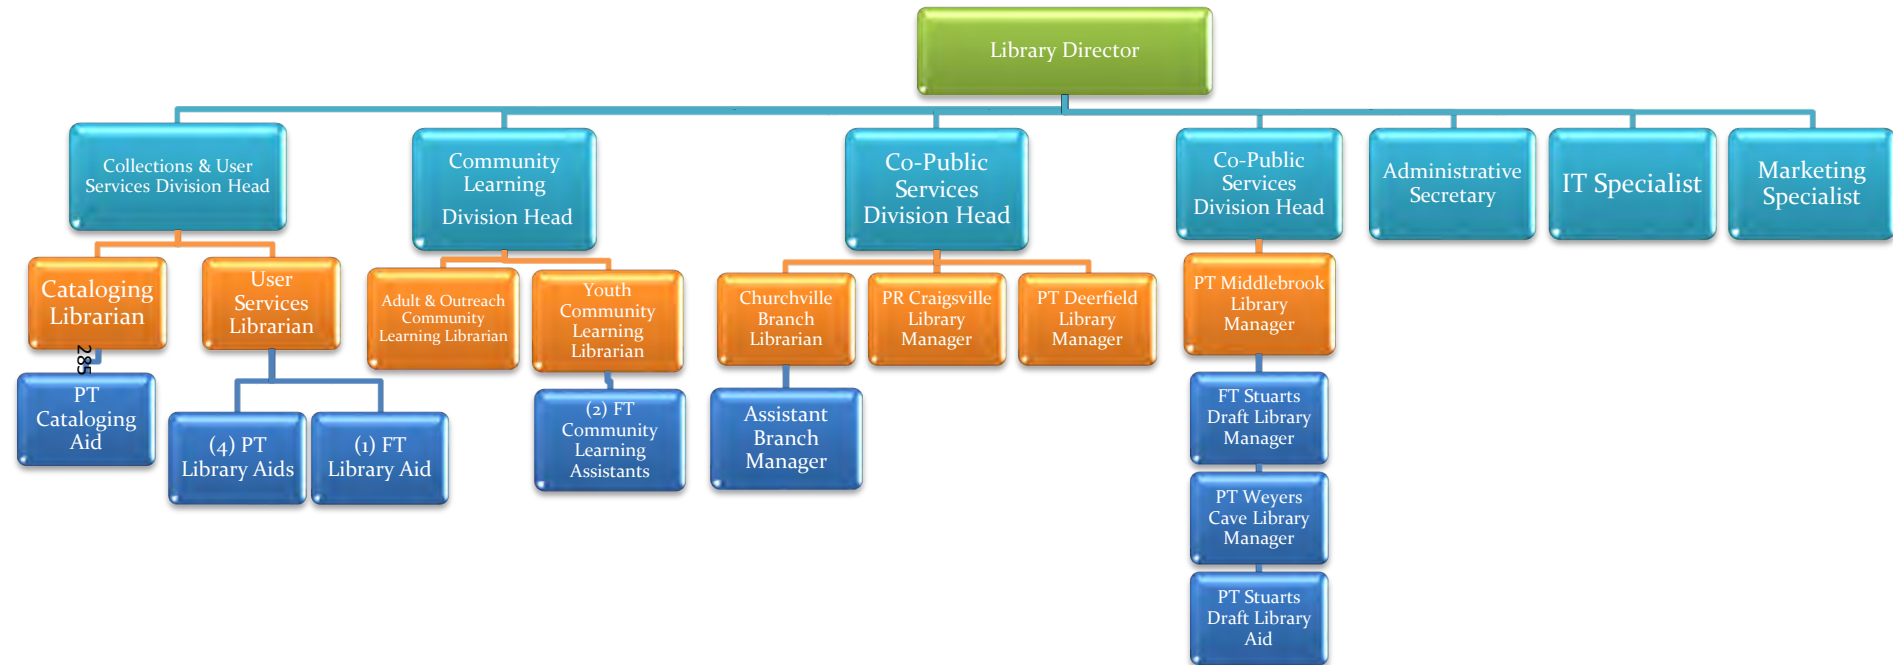 Library Director
Collections & User
Services Division Head
Community
Learning
Division Head
Co-Public
Services
Division Head
Co-Public
Services
Division Head
Administrative
Secretary
IT Specialist
Marketing
Specialist
Cataloging
Librarian
User
Services
Librarian
Adult & Outreach
Community
Learning Librarian
Youth
Community
Learning
Librarian
Churchville
Branch
Librarian
PR Craigsville
Library
Manager
PT Deerfield
Library
Manager
PT Middlebrook
Library
Manager
285
PT
Cataloging
Aid
(4) PT
Library Aids
(1) FT
Library Aid
(2) FT
Community
Learning
Assistants
Assistant
Branch
Manager
FT Stuarts
Draft Library
Manager
PT Weyers
Cave Library
Manager
PT Stuarts
Draft Library
Aid